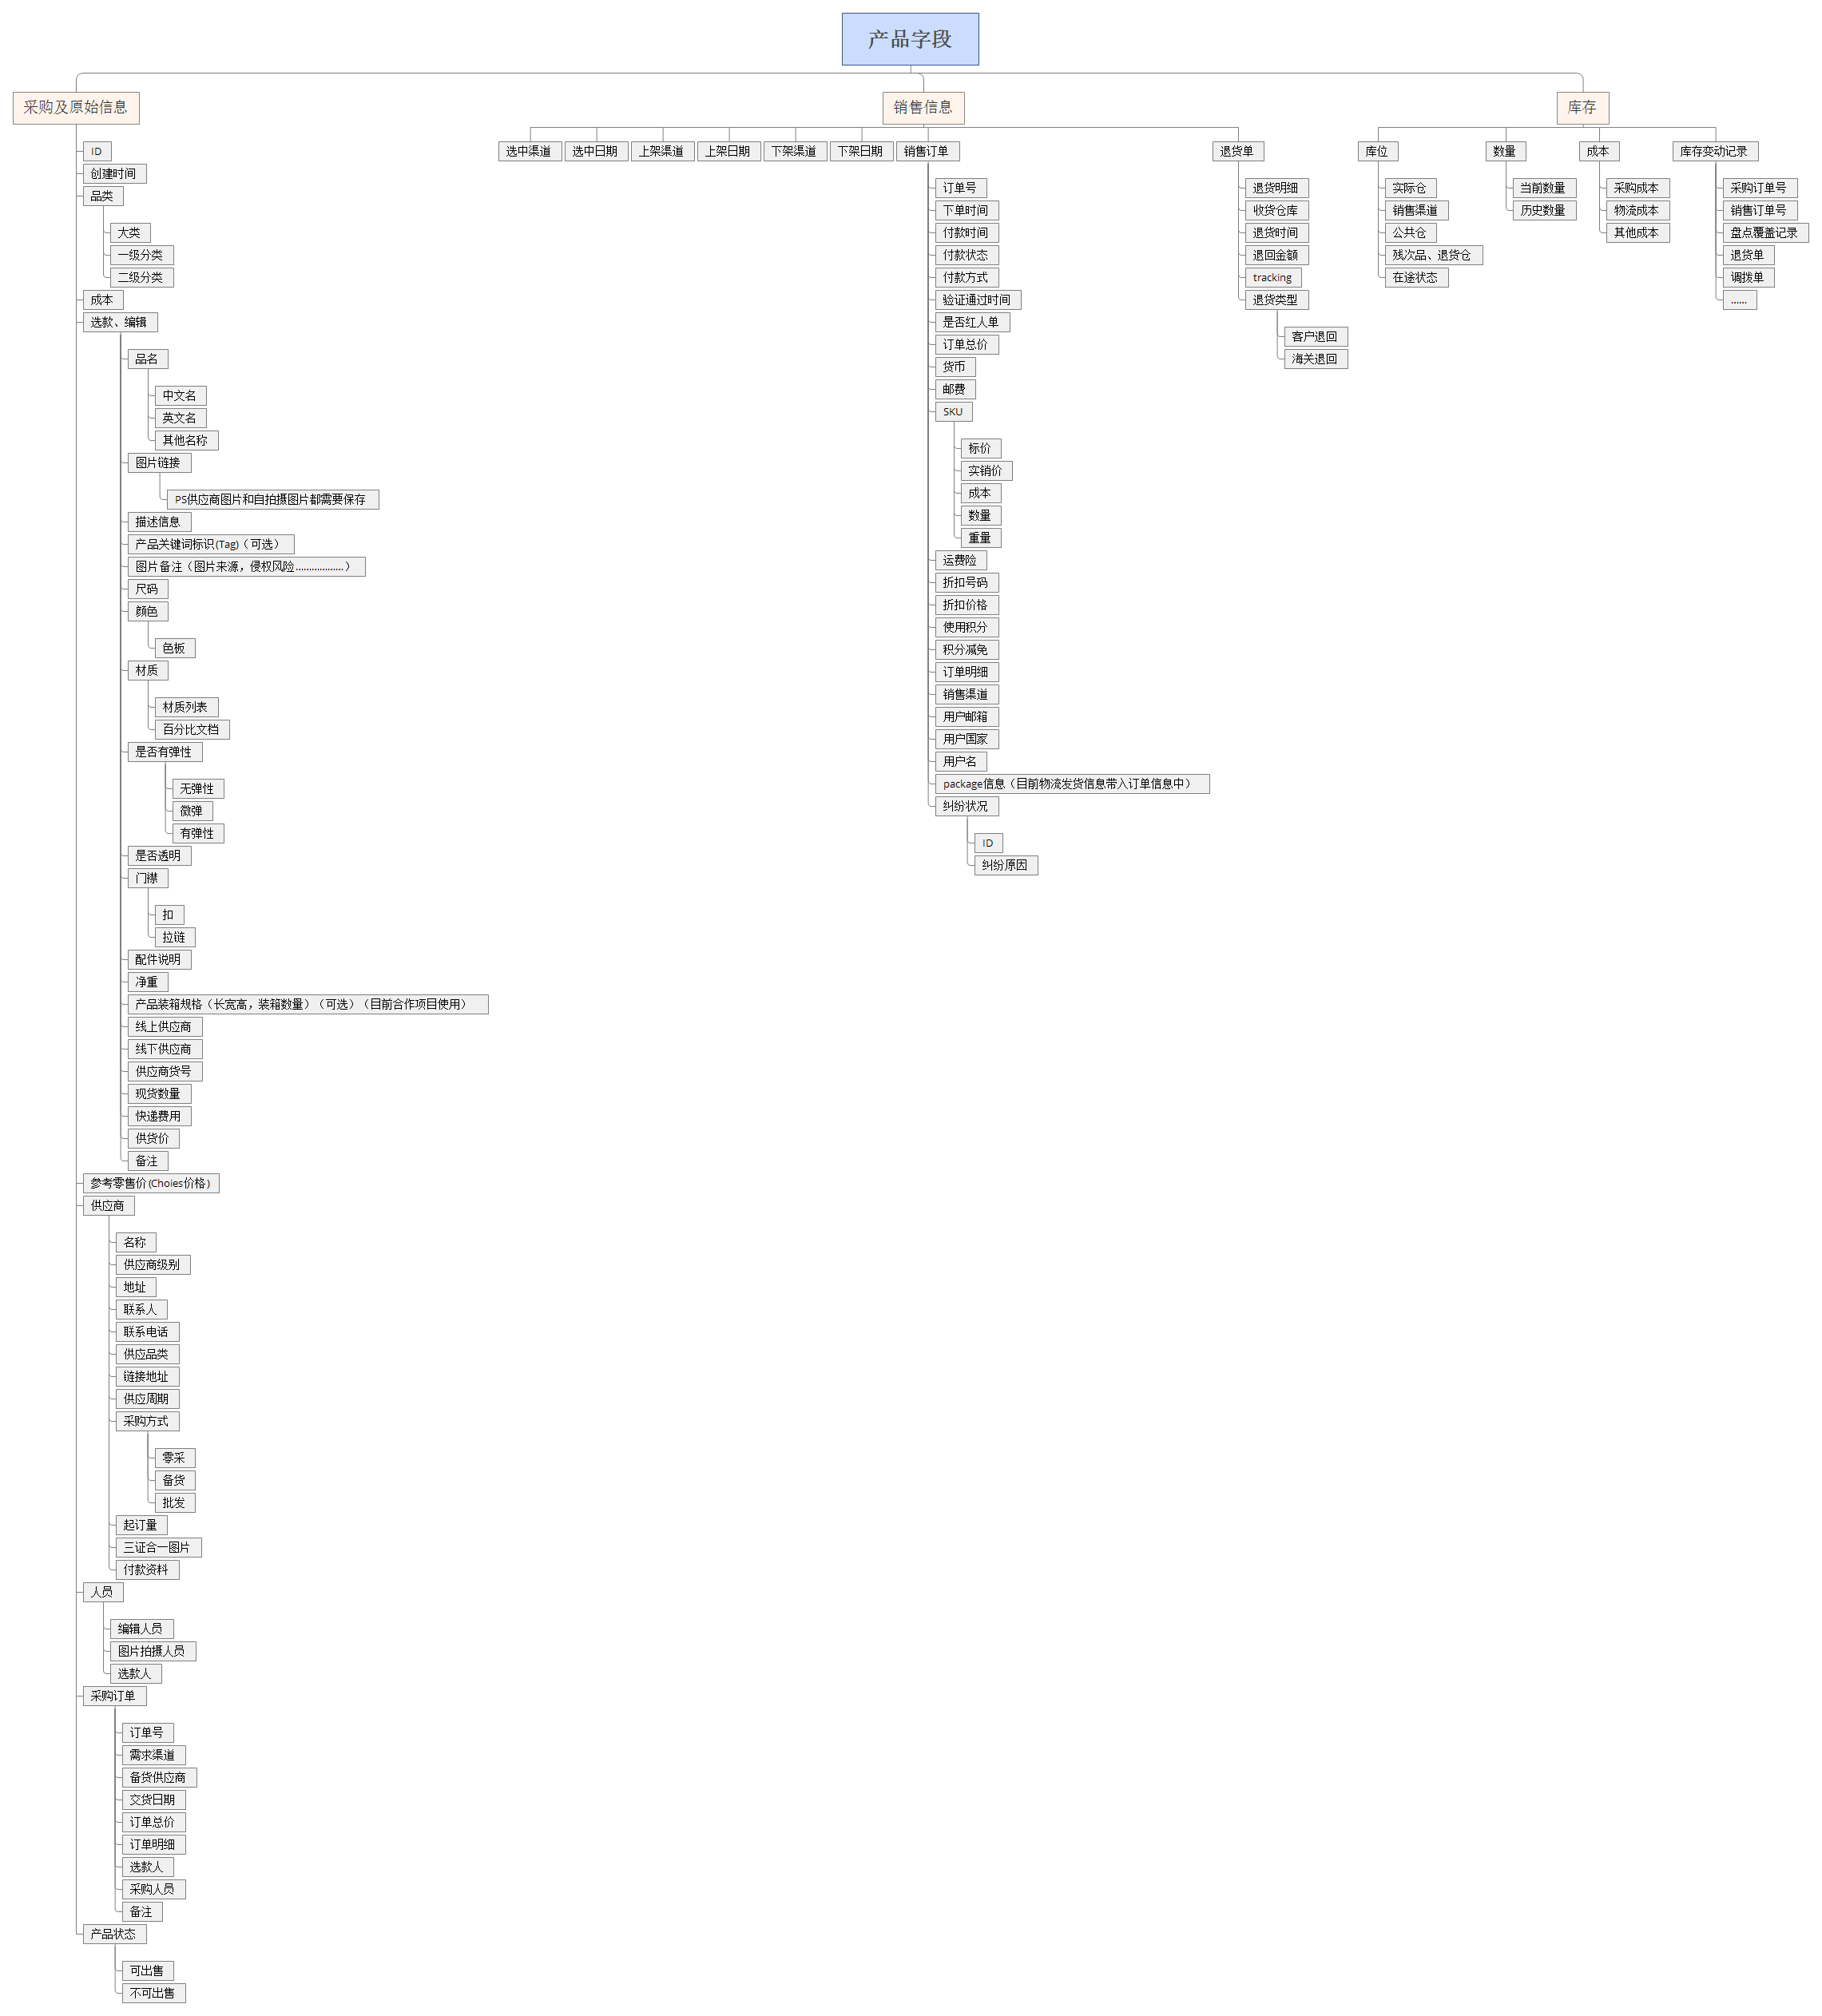 产品字段
采购及原始信息
ID
创建时间
品类
大类
一级分类
二级分类
成本
选款、编辑
品名
中文名
英文名
其他名称
图片链接
PS供应商图片和自拍摄图片都需要保存
描述信息
产品关键词标识(Tag)（可选）
图片备注（图片来源，侵权风险..................）
尺码
颜色
色板
材质
材质列表
百分比文档
是否有弹性
无弹性
微弹
有弹性
是否透明
门襟
扣
拉链
配件说明
净重
产品装箱规格（长宽高，装箱数量）（可选）（目前合作项目使用）
线上供应商
线下供应商
供应商货号
现货数量
快递费用
供货价
备注
参考零售价(Choies价格)
供应商
名称
供应商级别
地址
联系人
联系电话
供应品类
链接地址
供应周期
采购方式
零采
备货
批发
起订量
三证合一图片
付款资料
人员
编辑人员
图片拍摄人员
选款人
采购订单
订单号
需求渠道
备货供应商
交货日期
订单总价
订单明细
选款人
采购人员
备注
产品状态
可出售
不可出售
销售信息
选中渠道
选中日期
上架渠道
上架日期
下架渠道
下架日期
销售订单
订单号
下单时间
付款时间
付款状态
付款方式
验证通过时间
是否红人单
订单总价
货币
邮费
SKU
标价
实销价
成本
数量
重量
运费险
折扣号码
折扣价格
使用积分
积分减免
订单明细
销售渠道
用户邮箱
用户国家
用户名
package信息（目前物流发货信息带入订单信息中）
纠纷状况
ID
纠纷原因
退货单
退货明细
收货仓库
退货时间
退回金额
tracking
退货类型
客户退回
海关退回
库存
库位
实际仓
销售渠道
公共仓
残次品、退货仓
在途状态
数量
当前数量
历史数量
成本
采购成本
物流成本
其他成本
库存变动记录
采购订单号
销售订单号
盘点覆盖记录
退货单
调拨单
......